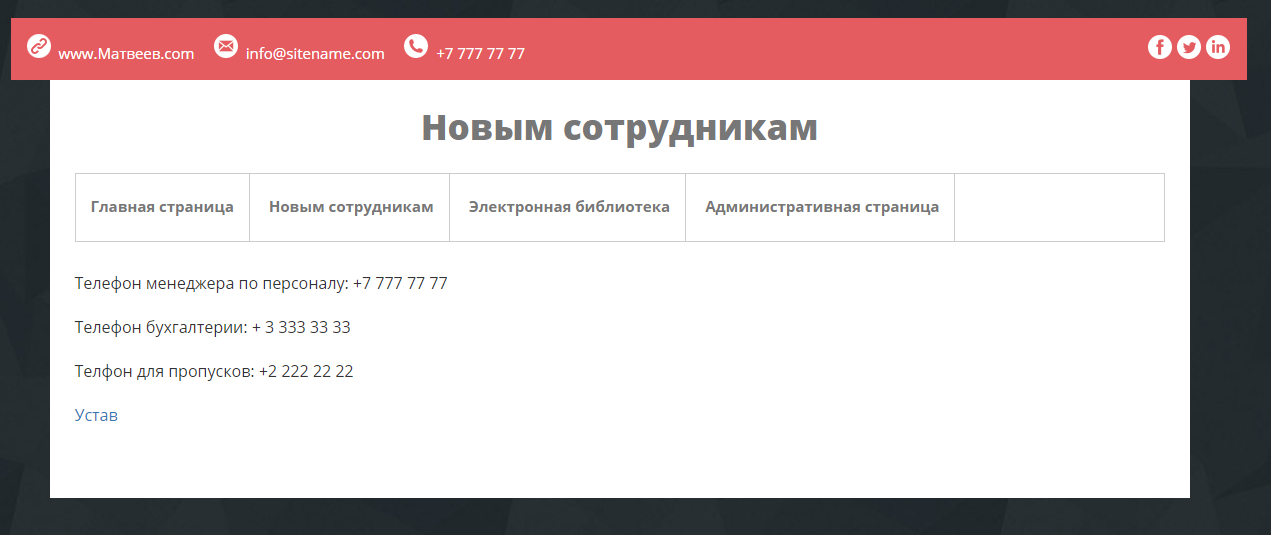 www.Матвеев.com info@sitename.com +7 777 77 77
Новым сотрудникам
Главная страница Новым сотрудникам Электронная библиотека Административная страница
Телефон менеджера по персоналу: +7 777 77 77
Телефон бухгалтерии: + 3 333 33 33
Телфон для пропусков: +2 222 22 22
Устав